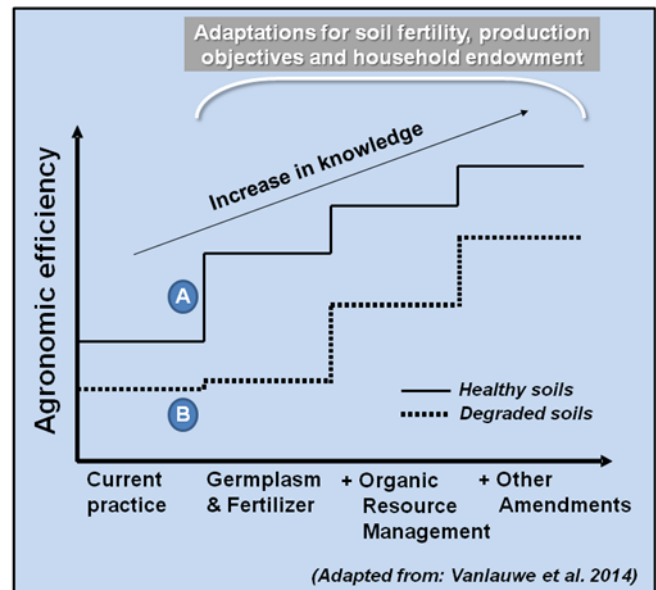 Adaptations for soil fertility, production
objectives and household endowment
Increase in knowledge
Agronomic efficiency
A
B
Healthy soils
Degraded soils
Current
practice
Germplasm
& Fertilizer
+ Organic
Resource
Management
+ Other
Amendments
(Adapted from: Vanlauwe et al. 2014)